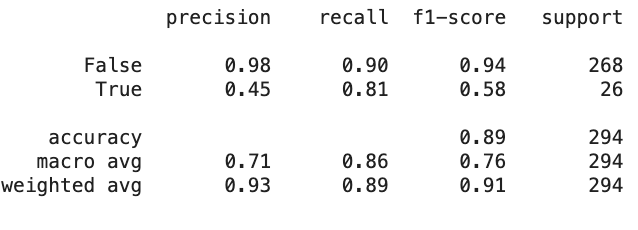 precision recall f1-score support
False 0.98 0.90 0.94 268
True 0.45 0.81 0.58 26
accuracy 0.89 294
macro avg 0.71 0.86 0.76 294
weighted avg 0.93 0.89 0.91 294